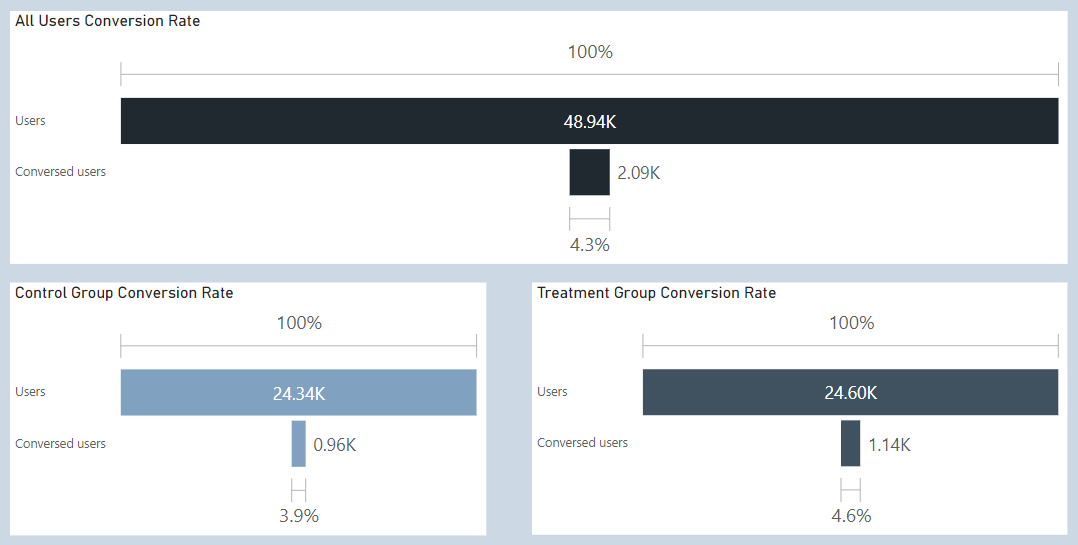 All Users Conversion Rate
100%
Users
48.94K
Conversed users
2.09K
4.3%
Control Group Conversion Rate
100%
Users
24.34K
Conversed users
0.96K
3.9%
Treatment Group Conversion Rate
100%
Users
24.60K
Conversed users
1.14K
4.6%